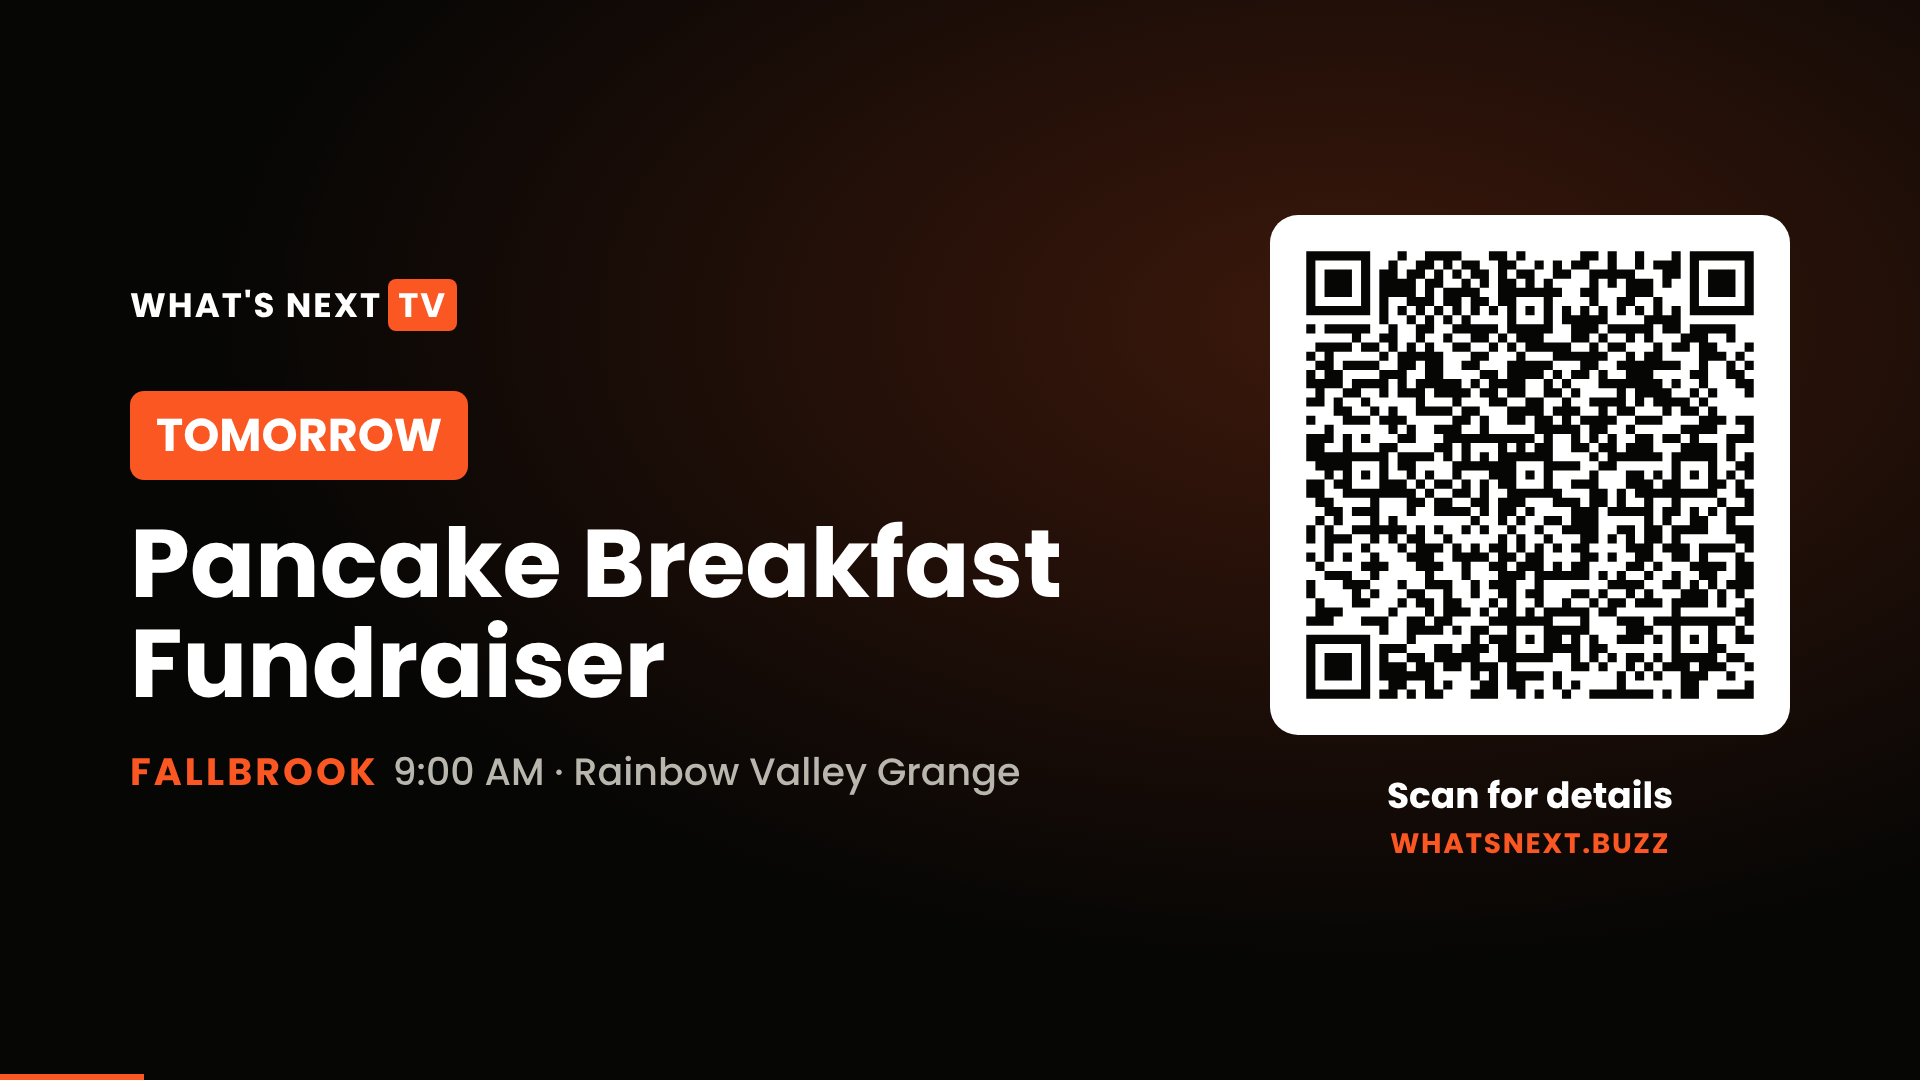 WHAT'S NEXT TV
TOMORROW
Pancake Breakfast
Fundraiser
FALLBROOK 9:00 AM · Rainbow Valley Grange
Scan for details
WHATSNEXT.BUZZ